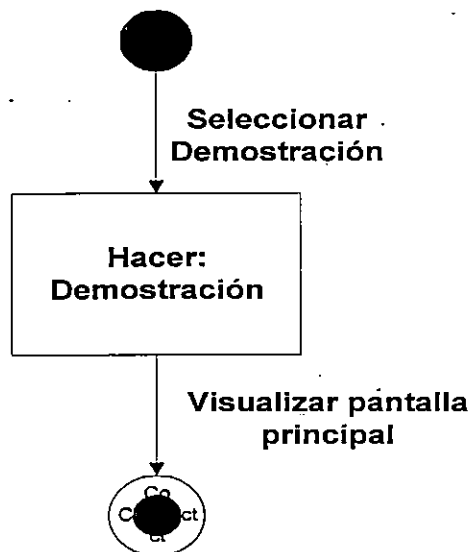 Seleccionar
Demostración
Hacer:
Demostración
Visualizar pantalla
principal